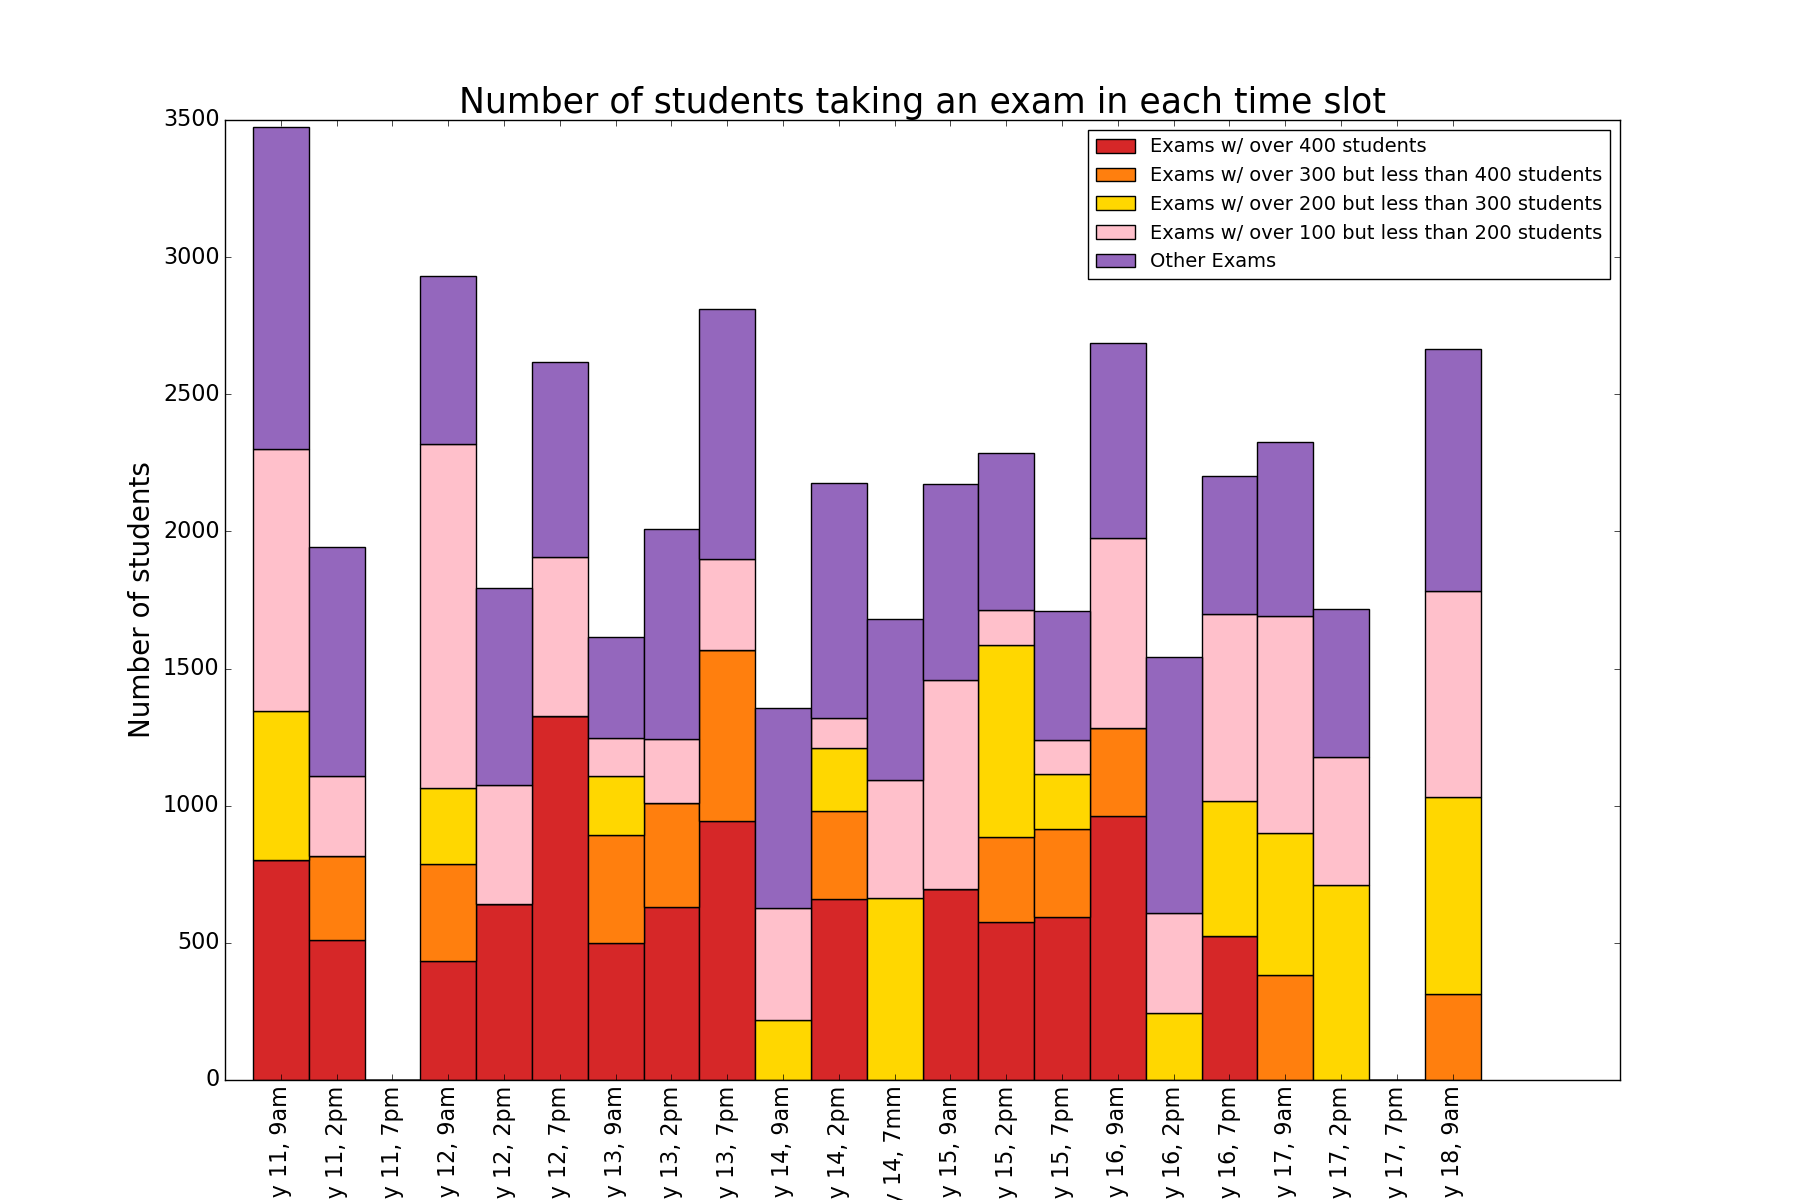 Number of students taking an exam in each time slot
Exams w/ over 400 students
Exams w/ over 300 but less than 400 students
Exams w/ over 200 but less than 300 students
Exams w/ over 100 but less than 200 students
Other Exams
Number of students
3500
3000
2500
2000
1500
1000
500
0
y 11, 9am
y 11, 2pm
y 11, 7pm
y 12, 9am
y 12, 2pm
y 12, 7pm
y 13, 9am
y 13, 2pm
y 13, 7pm
y 14, 9am
y 14, 2pm
y 14, 7mm
y 15, 9am
y 15, 2pm
y 15, 7pm
y 16, 9am
y 16, 2pm
y 16, 7pm
y 17, 9am
y 17, 2pm
y 17, 7pm
y 18, 9am